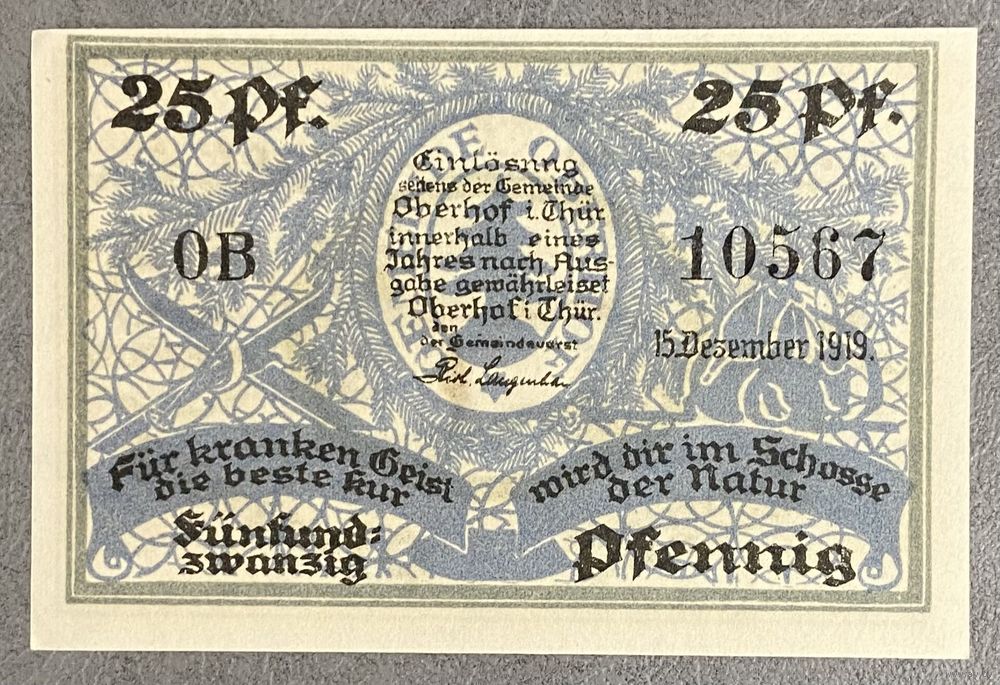 25 Pf.
25 Pf.
Einlösung
seitens der Gemeinde
Oberhof i. Thür
innerhalb eines
Jahres nach Aus-
gabe gewährleiset
Oberhof i Thür.
den
der Gemeindevorst
OB
10567
15. Dezember 1919.
Für kranken Geist
die beste Kur
wird dir im Schosse
der Natur
Fünfund=
zwanzig
Pfennig